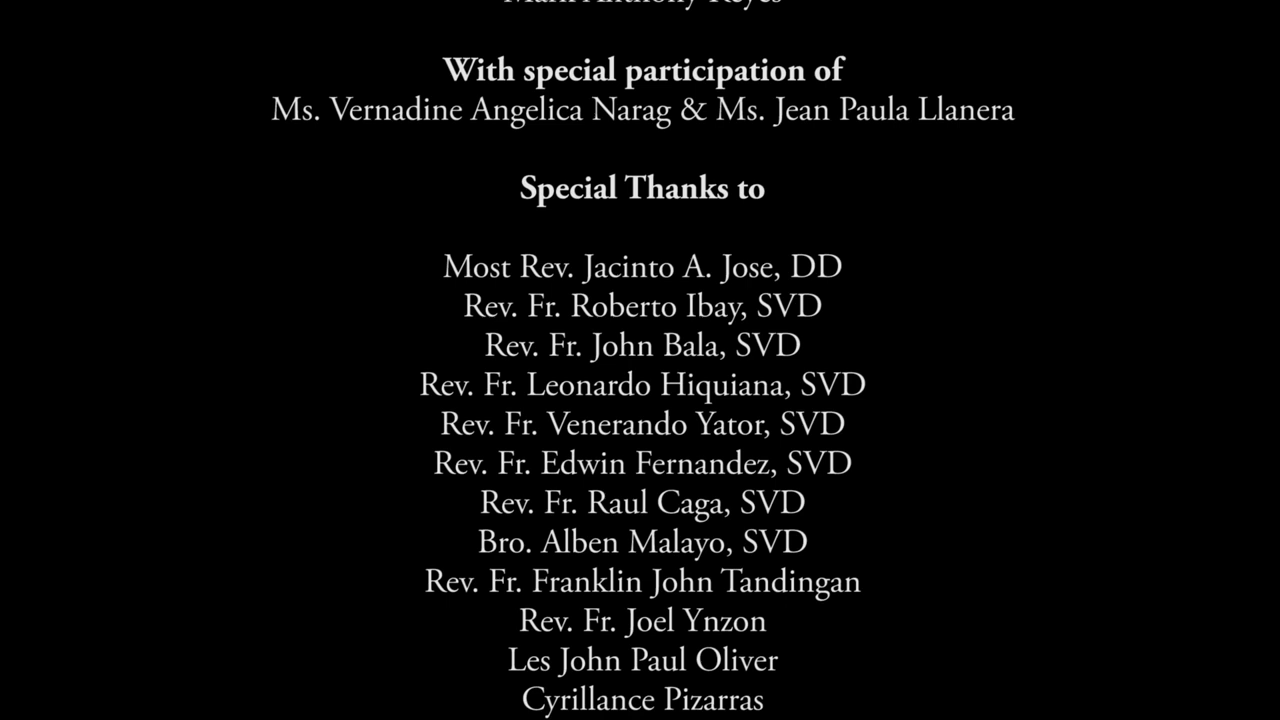 Mark Anthony Reyes
With special participation of
Ms. Vernadine Angelica Narag & Ms. Jean Paula Llanera
Special Thanks to
Most Rev. Jacinto A. Jose, DD
Rev. Fr. Roberto Ibay, SVD
Rev. Fr. John Bala, SVD
Rev. Fr. Leonardo Hiquiana, SVD
Rev. Fr. Venerando Yator, SVD
Rev. Fr. Edwin Fernandez, SVD
Rev. Fr. Raul Caga, SVD
Bro. Alben Malayo, SVD
Rev. Fr. Franklin John Tandingan
Rev. Fr. Joel Ynzon
Les John Paul Oliver
Cyrillance Pizarras